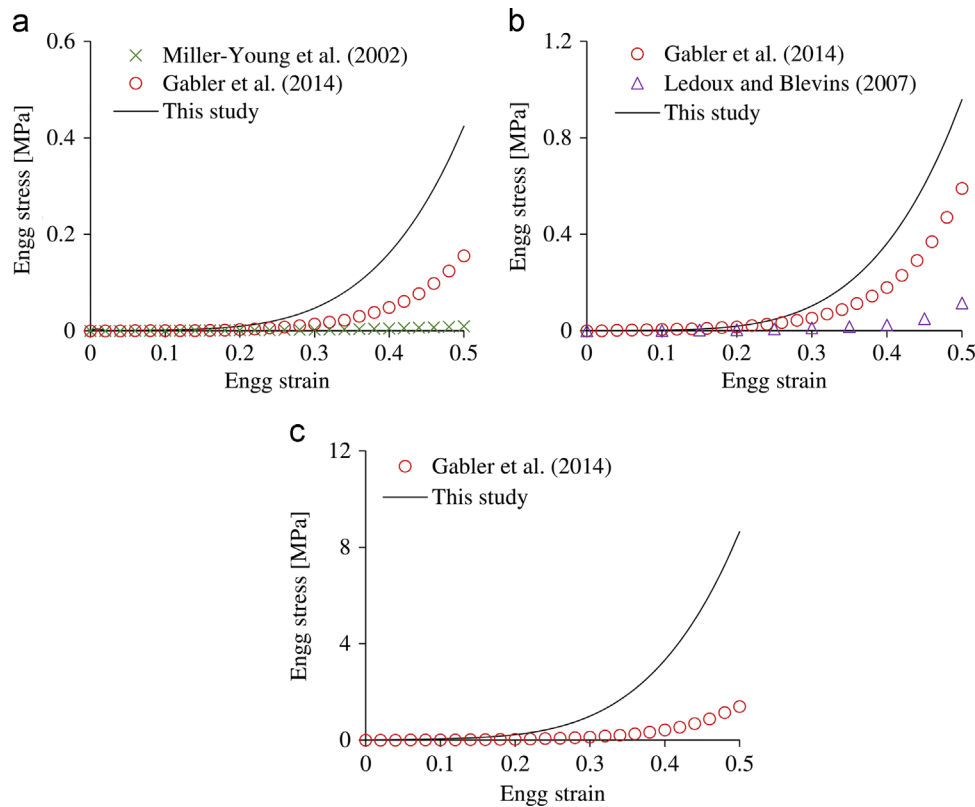 a
0.6
Miller-Young et al. (2002)
Gabler et al. (2014)
This study
0.4
0.2
0
Engg stress [MPa]
0 0.1 0.2 0.3 0.4 0.5
Engg strain
b
1.2
Gabler et al. (2014)
Ledoux and Blevins (2007)
This study
0.8
0.4
0
Engg stress [MPa]
0 0.1 0.2 0.3 0.4 0.5
Engg strain
c
12
Gabler et al. (2014)
This study
8
4
0
Engg stress [MPa]
0 0.1 0.2 0.3 0.4 0.5
Engg strain